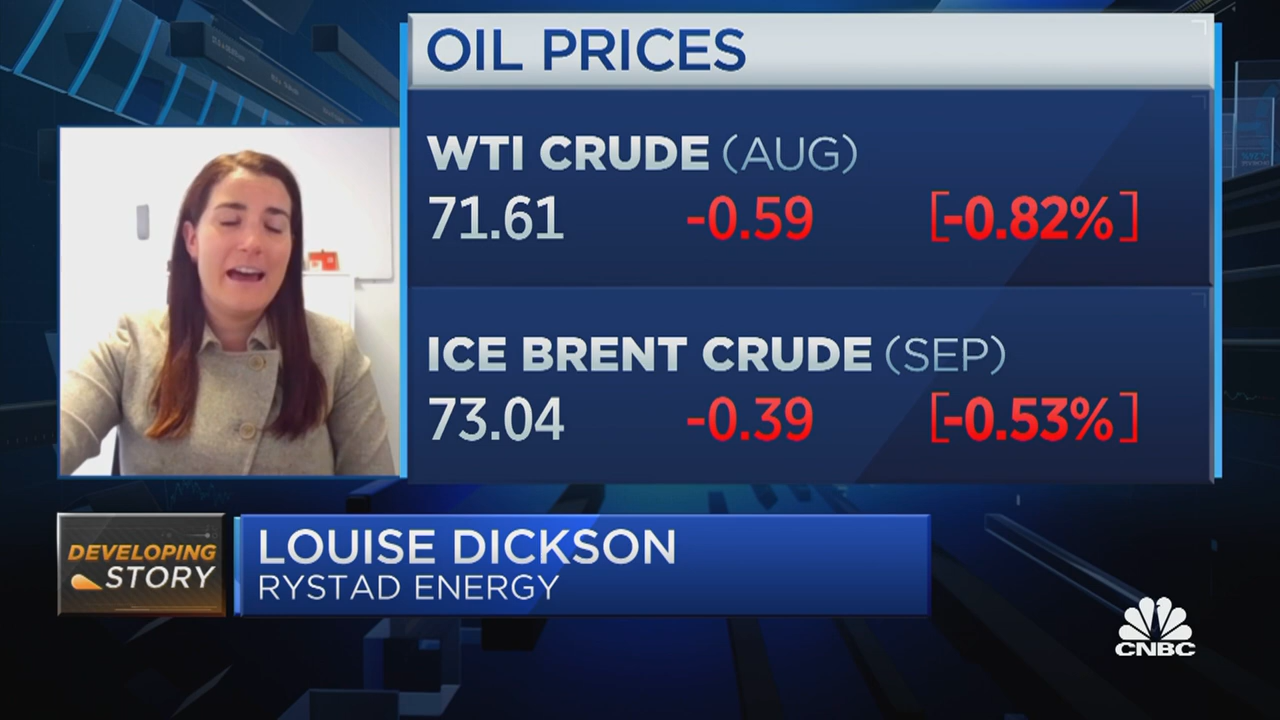 OIL PRICES
WTI CRUDE (AUG)
71.61 -0.59 [-0.82%]
ICE BRENT CRUDE (SEP)
73.04 -0.39 [-0.53%]
DEVELOPING
STORY
LOUISE DICKSON
RYSTAD ENERGY
CNBC